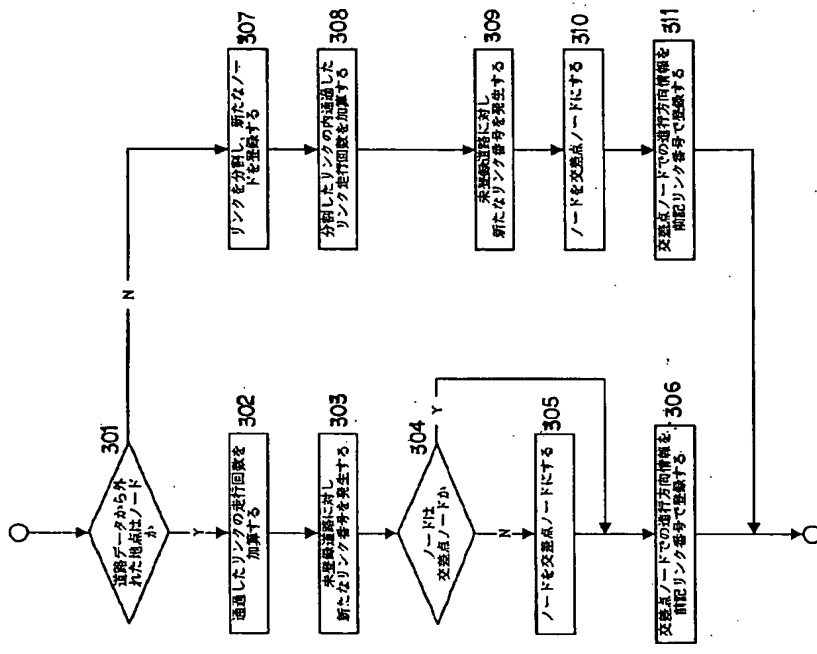 301
道路データから外
れた地点はノード
か
Y
N
302
通過したリンクの走行回数を
加算する
303
未登録道路に対し
新たなリンク番号を発生する
304
ノードは
交差点ノードか
Y
N
305
ノードを交差点ノードにする
306
交差点ノードでの進行方向情報を
前記リンク番号で登録する
307
リンクを分割し、新たなノー
ドを登録する
308
分割したリンクの内通過した
リンク走行回数を加算する
309
未登録道路に対し
新たなリンク番号を発生する
310
ノードを交差点ノードにする
311
交差点ノードでの進行方向情報を
前記リンク番号で登録する